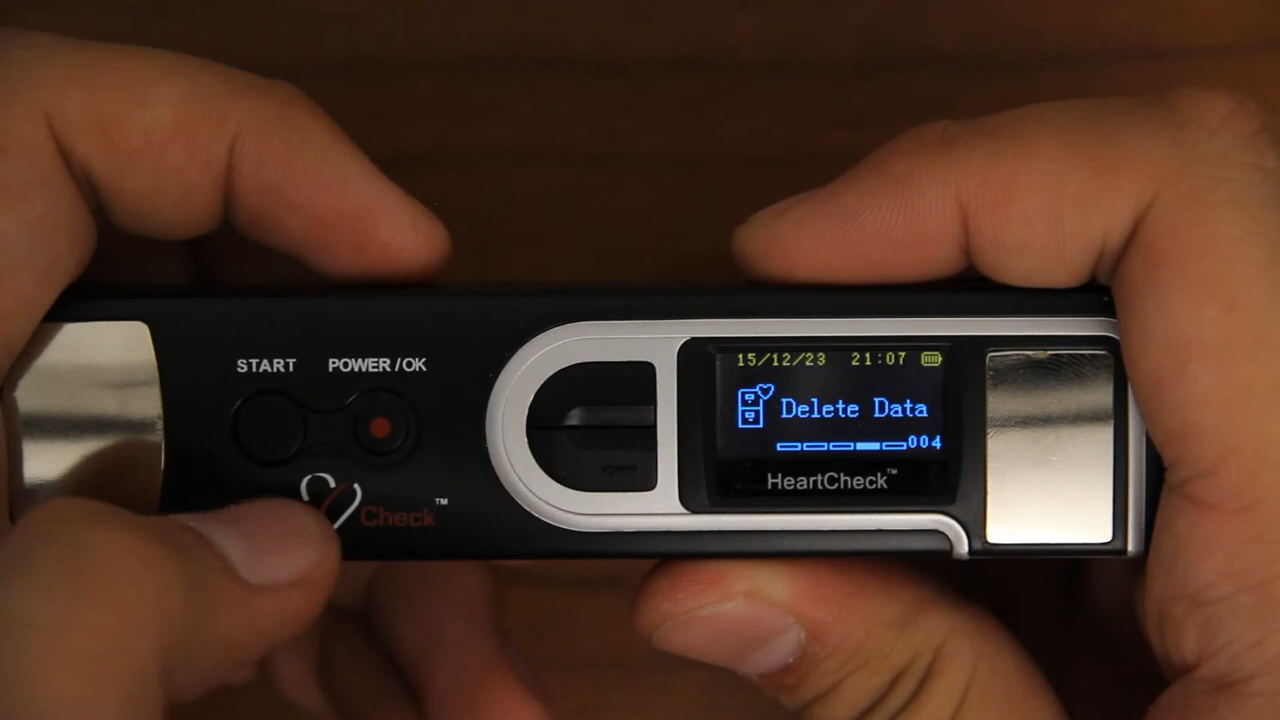 START POWER/OK
Check™
15/12/23 21:07
Delete Data
004
HeartCheck™